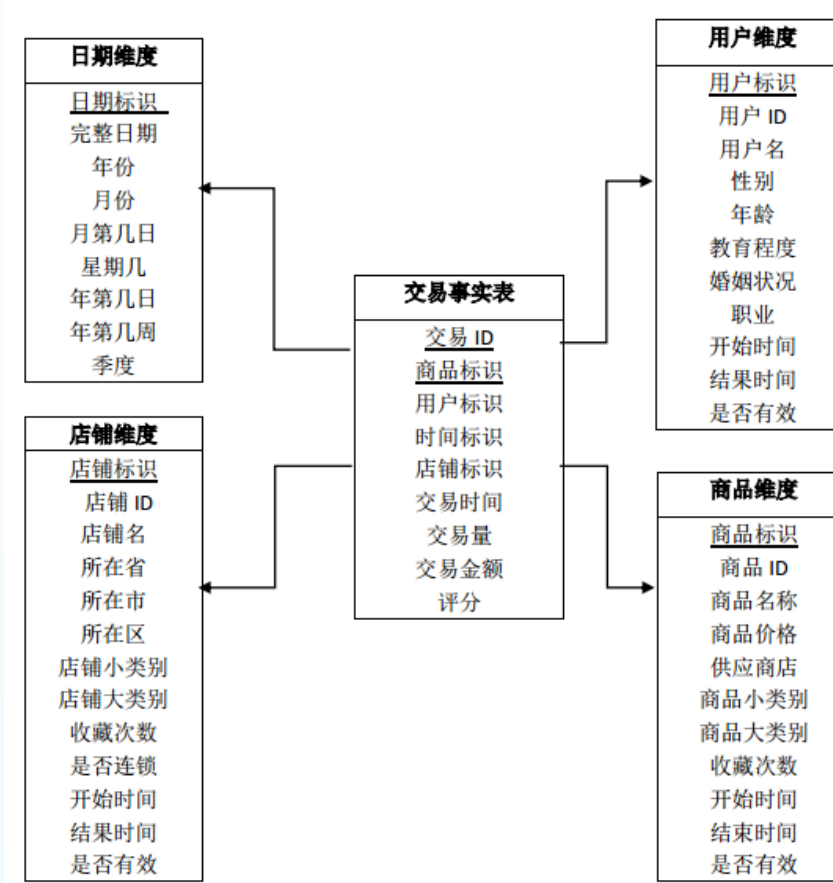 日期维度
日期标识
完整日期
年份
月份
月第几日
星期几
年第几日
年第几周
季度
用户维度
用户标识
用户 ID
用户名
性别
年龄
教育程度
婚姻状况
职业
开始时间
结果时间
是否有效
交易事实表
交易 ID
商品标识
用户标识
时间标识
店铺标识
交易时间
交易量
交易金额
评分
店铺维度
店铺标识
店铺 ID
店铺名
所在省
所在市
所在区
店铺小类别
店铺大类别
收藏次数
是否连锁
开始时间
结果时间
是否有效
商品维度
商品标识
商品 ID
商品名称
商品价格
供应商店
商品小类别
商品大类别
收藏次数
开始时间
结束时间
是否有效